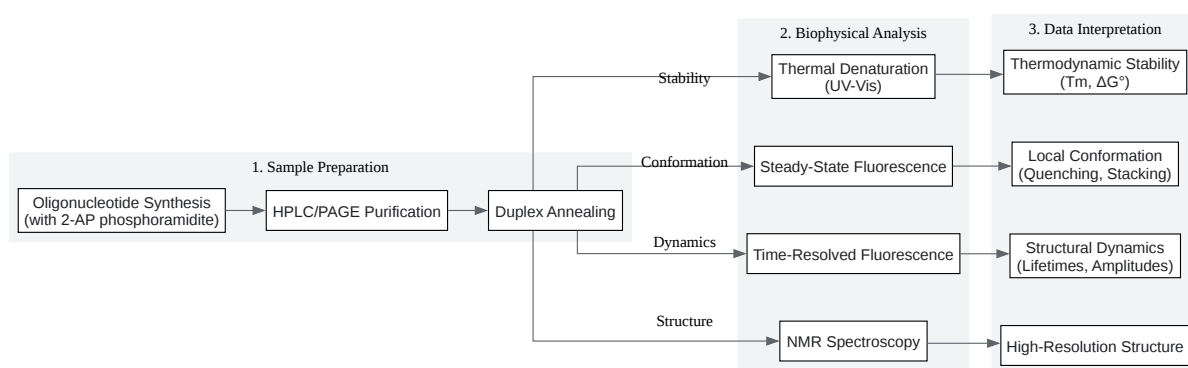 1. Sample Preparation
Oligonucleotide Synthesis
(with 2-AP phosphoramidite)
HPLC/PAGE Purification
Duplex Annealing
Stability
Conformation
Dynamics
Structure
2. Biophysical Analysis
Thermal Denaturation
(UV-Vis)
Steady-State Fluorescence
Time-Resolved Fluorescence
NMR Spectroscopy
3. Data Interpretation
Thermodynamic Stability
(Tm, ΔG°)
Local Conformation
(Quenching, Stacking)
Structural Dynamics
(Lifetimes, Amplitudes)
High-Resolution Structure